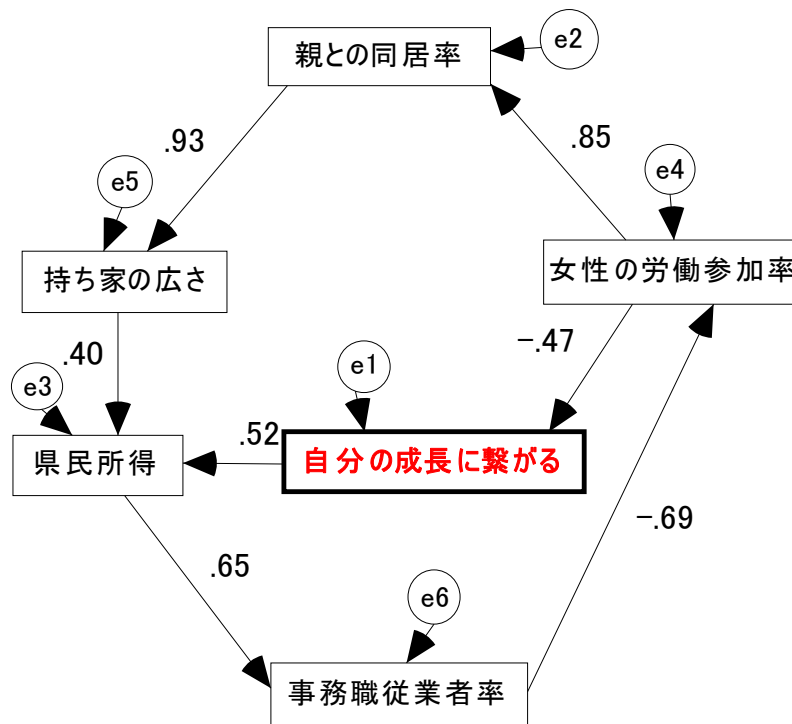 親との同居率
e2
.93
.85
e5
e4
持ち家の広さ
女性の労働参加率
.40
-.47
e3
e1
.52
県民所得
自分の成長に繋がる
-.69
.65
e6
事務職従業者率